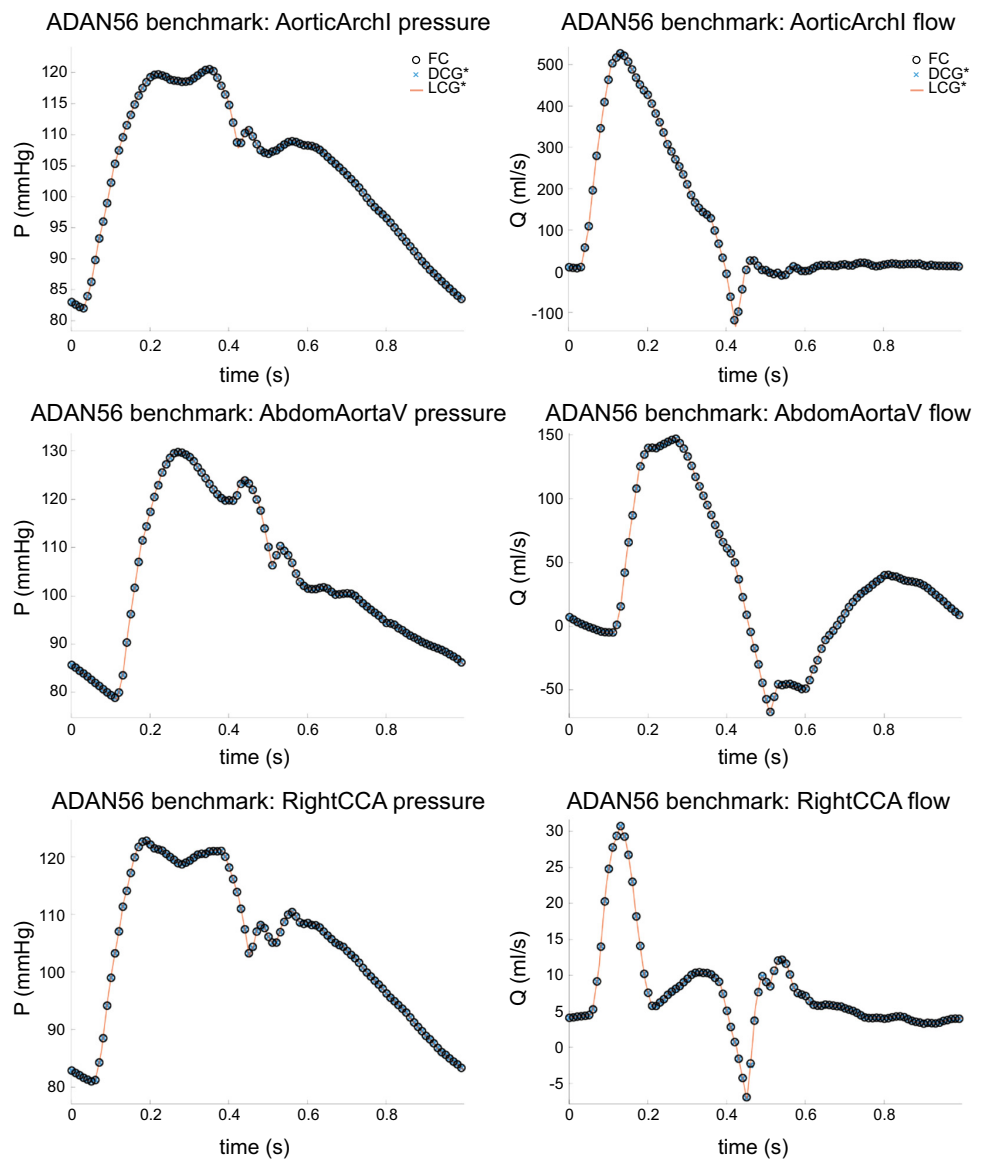 ADAN56 benchmark: AorticArchI pressure
120
115
110
105
100
95
90
85
80
P (mmHg)
0 0.2 0.4 0.6 0.8
time (s)
FC
DCG*
LCG*
ADAN56 benchmark: AorticArchI flow
500
400
300
200
100
0
-100
Q (ml/s)
0 0.2 0.4 0.6 0.8
time (s)
FC
DCG*
LCG*
ADAN56 benchmark: AbdomAortaV pressure
130
120
110
100
90
80
P (mmHg)
0 0.2 0.4 0.6 0.8
time (s)
ADAN56 benchmark: AbdomAortaV flow
150
100
50
0
-50
Q (ml/s)
0 0.2 0.4 0.6 0.8
time (s)
ADAN56 benchmark: RightCCA pressure
120
110
100
90
80
P (mmHg)
0 0.2 0.4 0.6 0.8
time (s)
ADAN56 benchmark: RightCCA flow
30
25
20
15
10
5
0
-5
Q (ml/s)
0 0.2 0.4 0.6 0.8
time (s)